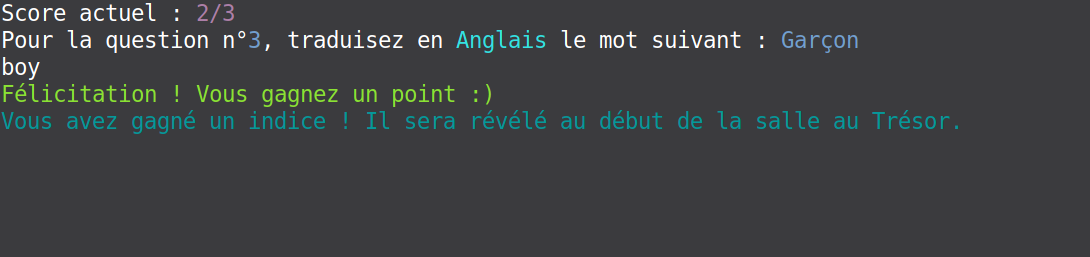 Score actuel : 2/3
Pour la question n°3, traduisez en Anglais le mot suivant : Garçon
boy
Félicitation ! Vous gagnez un point :)
Vous avez gagné un indice ! Il sera révélé au début de la salle au Trésor.